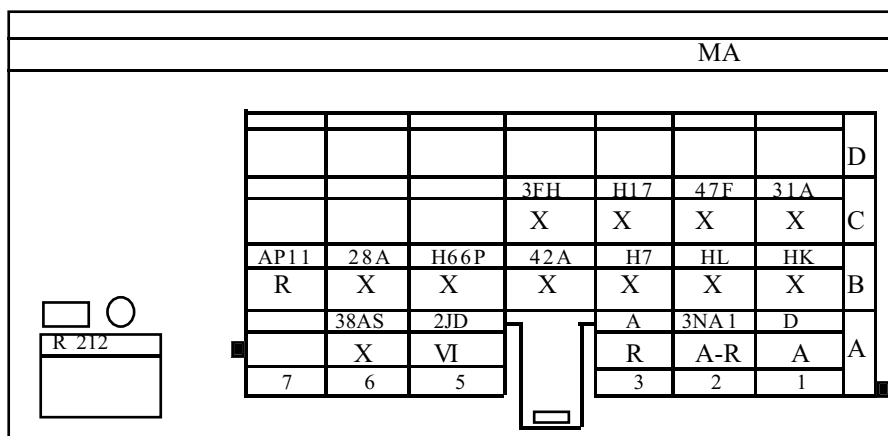 MA
D
3FH H17 47F 31A
X X X X C
AP11 28A H66P 42A H7 HL HK
R X X X X X X B
38AS 2JD A 3NA1 D
R 212
X VI R A-R A A
7 6 5 3 2 1